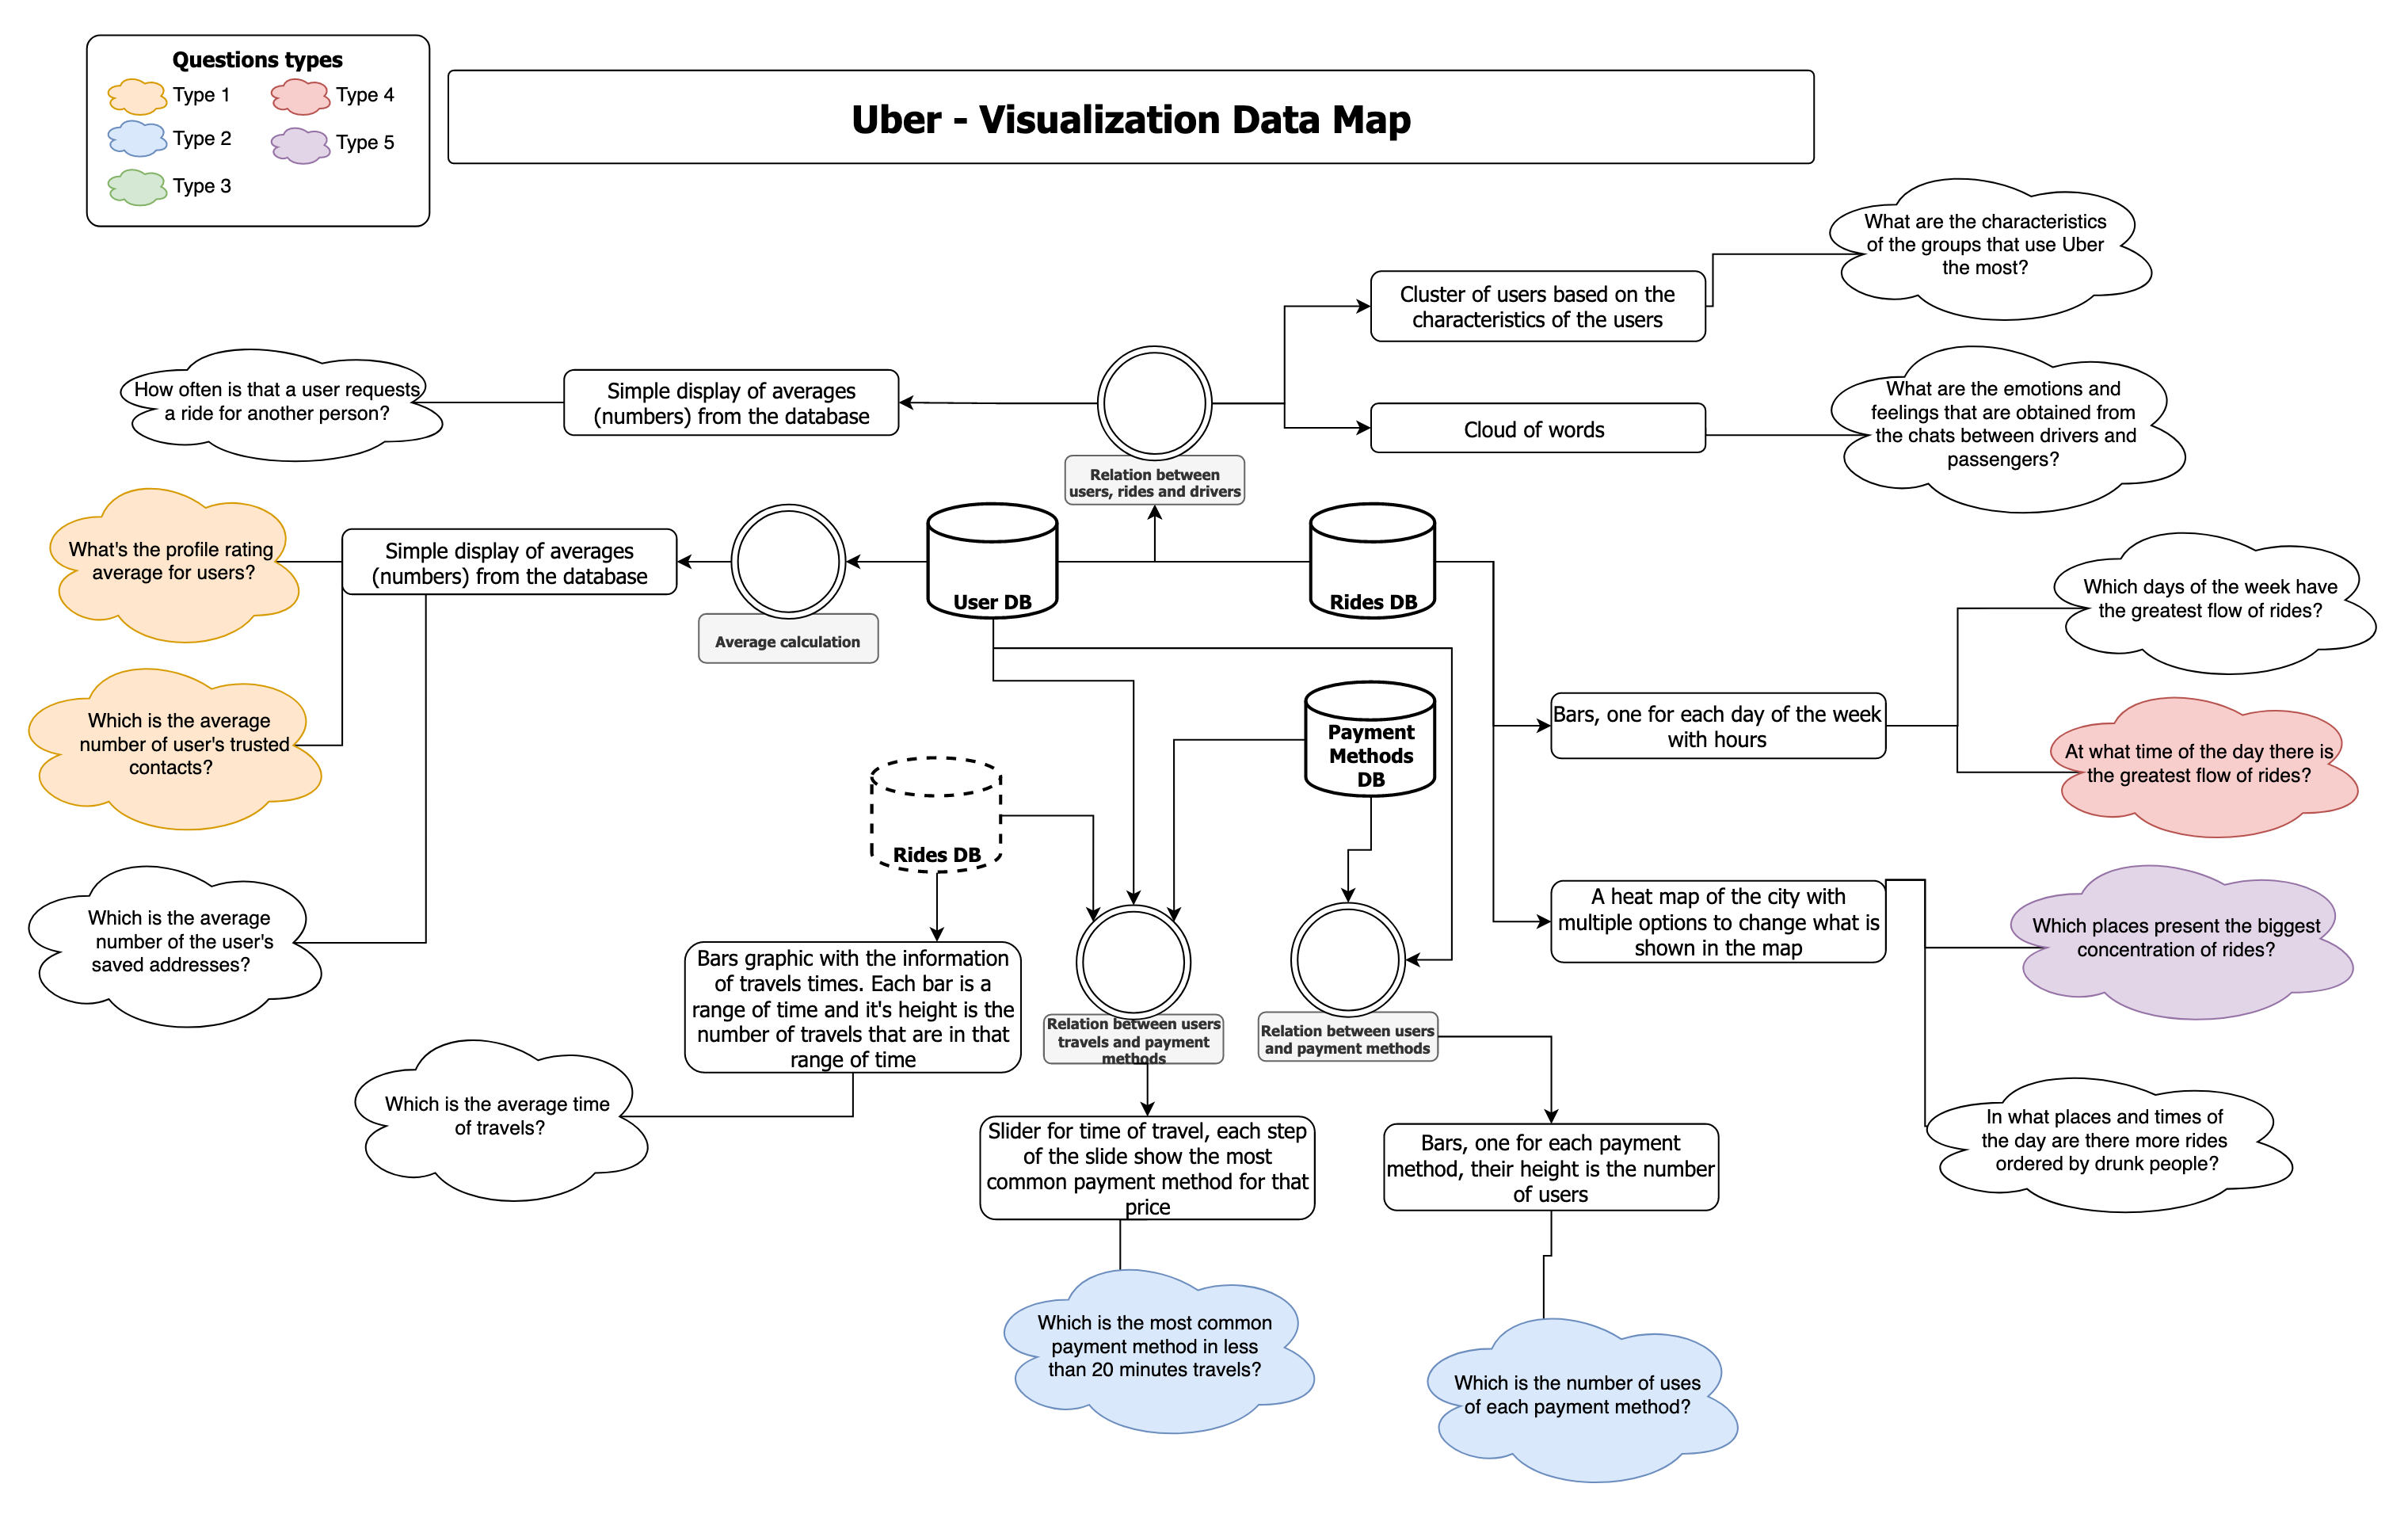 Questions types
Type 1
Type 4
Type 2
Type 5
Type 3
Uber - Visualization Data Map
What are the characteristics
of the groups that use Uber
the most?
Cluster of users based on the
characteristics of the users
How often is that a user requests
a ride for another person?
Simple display of averages
(numbers) from the database
Cloud of words
What are the emotions and
feelings that are obtained from
the chats between drivers and
passengers?
Relation between
users, rides and drivers
What's the profile rating
average for users?
Simple display of averages
(numbers) from the database
Average calculation
User DB
Rides DB
Which days of the week have
the greatest flow of rides?
Which is the average
number of user's trusted
contacts?
Payment
Methods
DB
Bars, one for each day of the week
with hours
At what time of the day there is
the greatest flow of rides?
Rides DB
Which is the average
number of the user's
saved addresses?
A heat map of the city with
multiple options to change what is
shown in the map
Which places present the biggest
concentration of rides?
Bars graphic with the information
of travels times. Each bar is a
range of time and it's height is the
number of travels that are in that
range of time
Relation between users
travels and payment
methods
Relation between users
and payment methods
Which is the average time
of travels?
Slider for time of travel, each step
of the slide show the most
common payment method for that
price
Bars, one for each payment
method, their height is the number
of users
In what places and times of
the day are there more rides
ordered by drunk people?
Which is the most common
payment method in less
than 20 minutes travels?
Which is the number of uses
of each payment method?